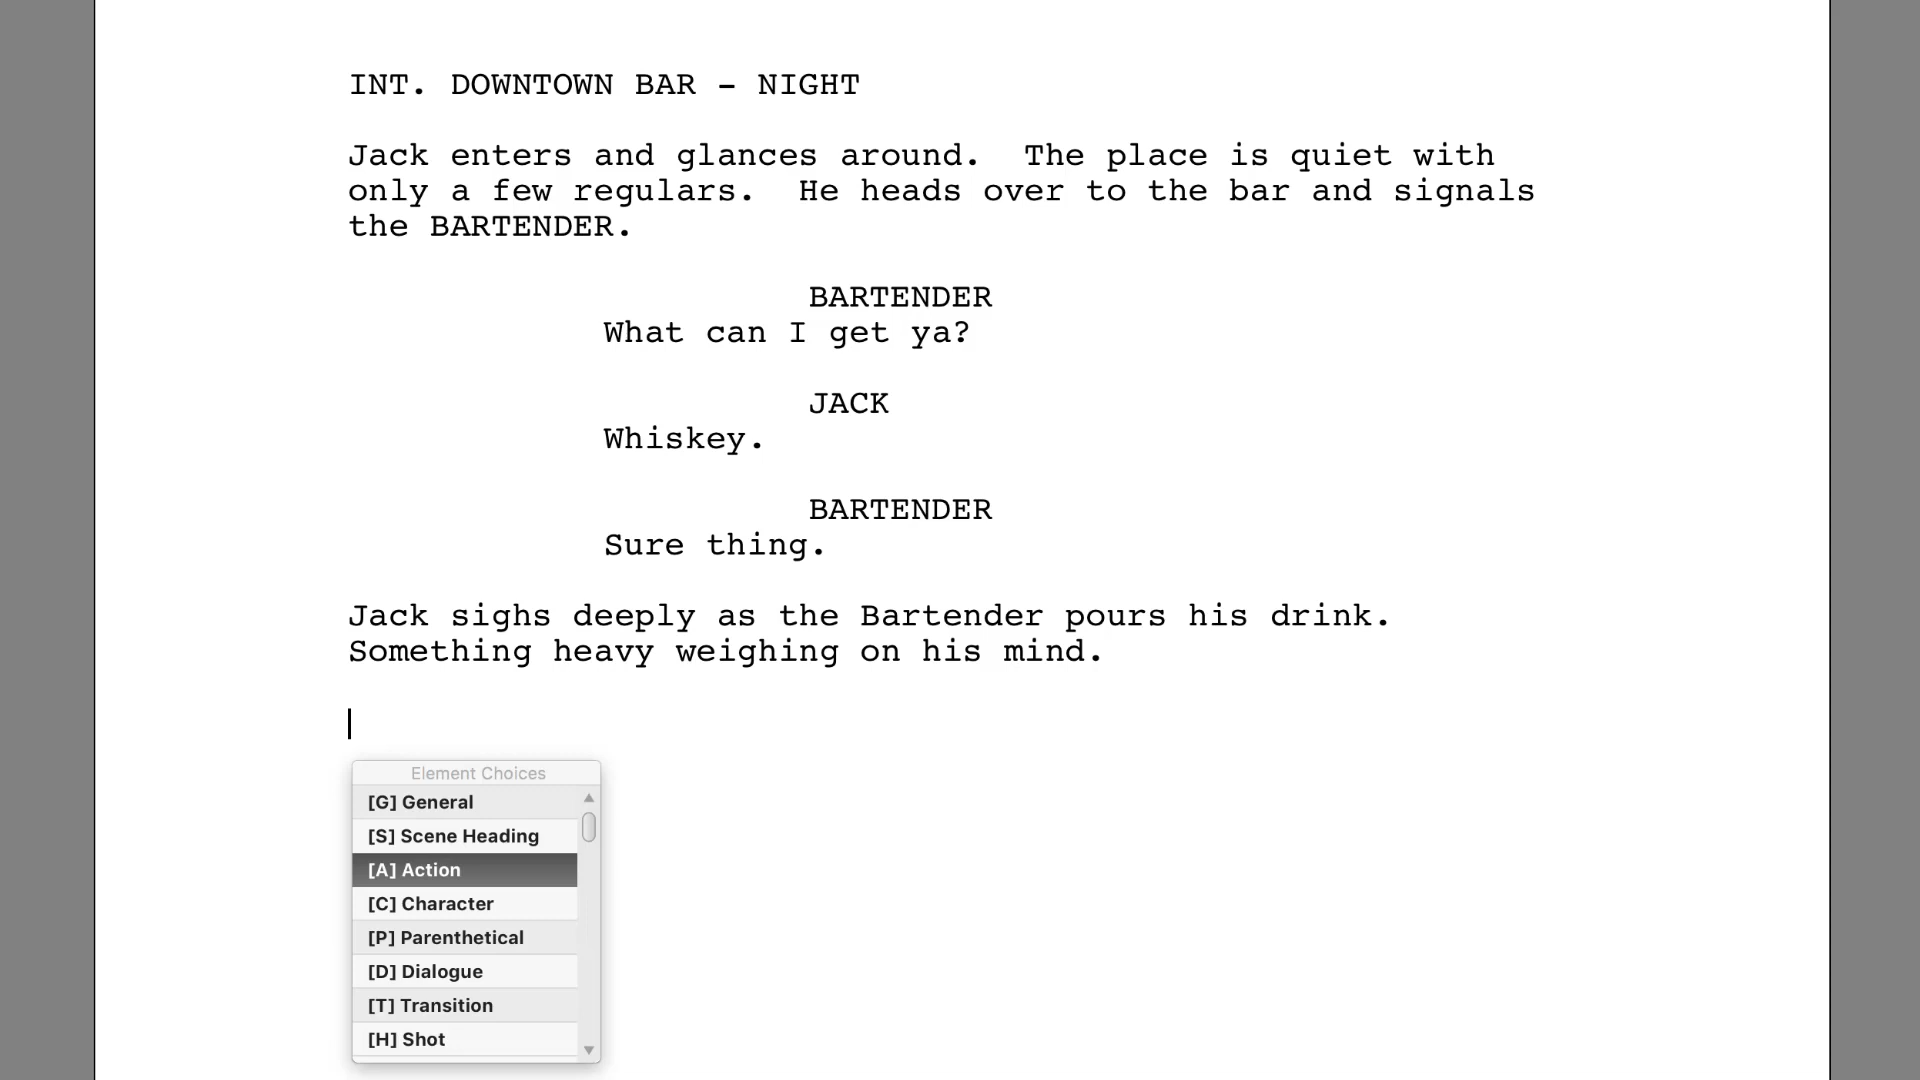 INT. DOWNTOWN BAR - NIGHT
Jack enters and glances around.  The place is quiet with
only a few regulars.  He heads over to the bar and signals
the BARTENDER.
BARTENDER
What can I get ya?
JACK
Whiskey.
BARTENDER
Sure thing.
Jack sighs deeply as the Bartender pours his drink.
Something heavy weighing on his mind.
Element Choices
[G] General
[S] Scene Heading
[A] Action
[C] Character
[P] Parenthetical
[D] Dialogue
[T] Transition
[H] Shot